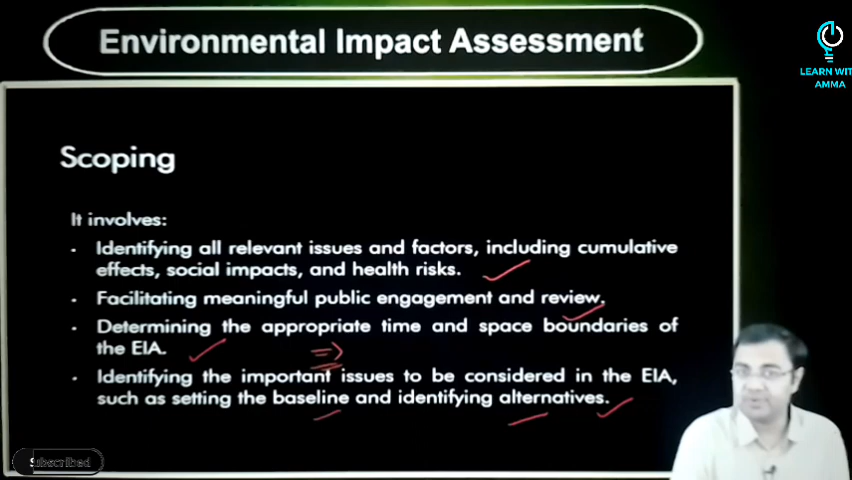 Environmental Impact Assessment
LEARN WIT
AMMA
Scoping
It involves:
• Identifying all relevant issues and factors, including cumulative
effects, social impacts, and health risks.
• Facilitating meaningful public engagement and review.
• Determining the appropriate time and space boundaries of
the EIA.
• Identifying the important issues to be considered in the EIA,
such as setting the baseline and identifying alternatives.
Subscribed